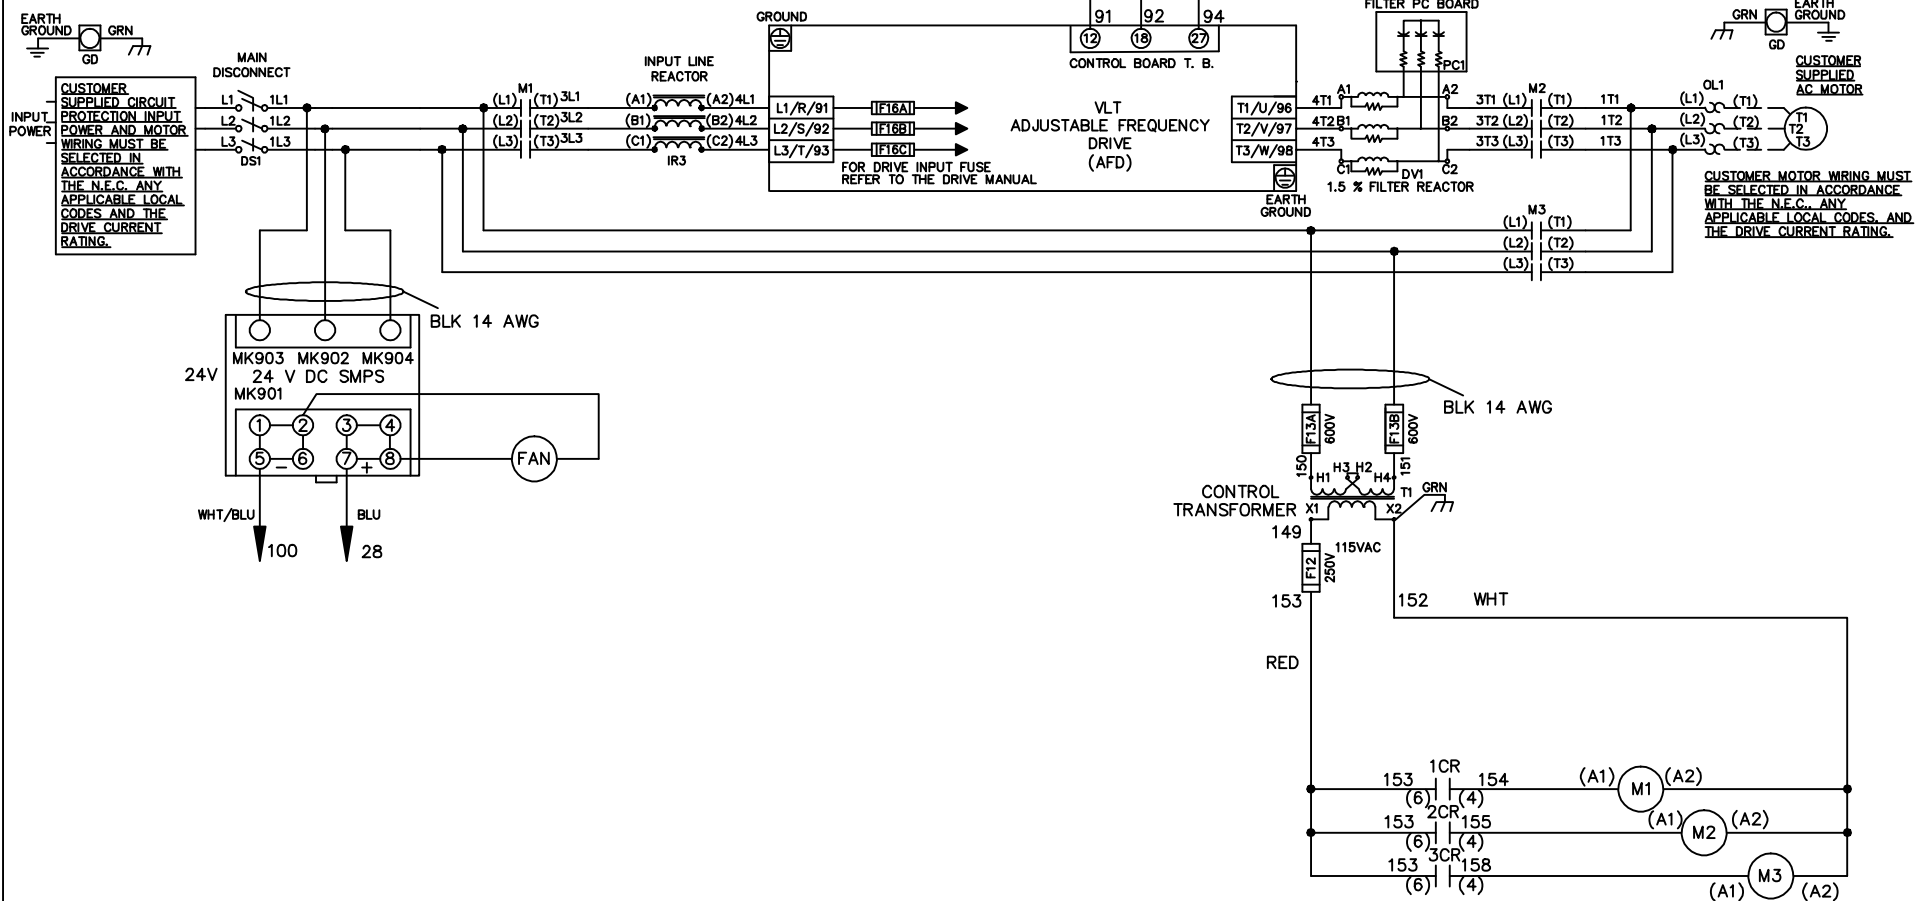 EARTH
GROUND
GRN
GD
MAIN
DISCONNECT
INPUT
POWER
CUSTOMER
SUPPLIED CIRCUIT
PROTECTION INPUT
POWER AND MOTOR
WIRING MUST BE
SELECTED IN
ACCORDANCE WITH
THE N.E.C. ANY
APPLICABLE LOCAL
CODES AND THE
DRIVE CURRENT
RATING.
L1 1L1
L2 1L2
L3 1L3
DS1
M1
(L1) (T1) 3L1
(L2) (T2) 3L2
(L3) (T3) 3L3
INPUT LINE
REACTOR
(A1) (A2) 4L1
(B1) (B2) 4L2
(C1) (C2) 4L3
IR3
GROUND
L1/R/91
L2/S/92
L3/T/93
F16A
F16B
F16C
FOR DRIVE INPUT FUSE
REFER TO THE DRIVE MANUAL
91 92 94
12 18 27
CONTROL BOARD T. B.
VLT
ADJUSTABLE FREQUENCY
DRIVE
(AFD)
T1/U/96
T2/V/97
T3/W/98
EARTH
GROUND
FILTER PC BOARD
PC1
4T1 A1 A2
4T2 B1 B2
4T3 C1 C2
DV1
1.5 % FILTER REACTOR
M2
3T1 (L1) (T1) 1T1
3T2 (L2) (T2) 1T2
3T3 (L3) (T3) 1T3
M3
(L1) (T1)
(L2) (T2)
(L3) (T3)
GRN
EARTH
GROUND
GD
CUSTOMER
SUPPLIED
AC MOTOR
OL1
(L1) (T1)
(L2) (T2)
(L3) (T3)
T1
T2
T3
CUSTOMER MOTOR WIRING MUST
BE SELECTED IN ACCORDANCE
WITH THE N.E.C., ANY
APPLICABLE LOCAL CODES, AND
THE DRIVE CURRENT RATING.
BLK 14 AWG
MK903 MK902 MK904
24V
24 V DC SMPS
MK901
1 2 3 4
5 - 6 7 + 8
FAN
WHT/BLU
BLU
100
28
BLK 14 AWG
F13A
600V
F13B
600V
150
151
H1 H3 H2 H4
CONTROL
TRANSFORMER
T1
GRN
X1 X2
149
115VAC
F12
250V
153
152 WHT
RED
1CR
153 154
(6) (4)
(A1) M1 (A2)
2CR
153 155
(6) (4)
(A1) M2 (A2)
3CR
153 158
(6) (4)
(A1) M3 (A2)